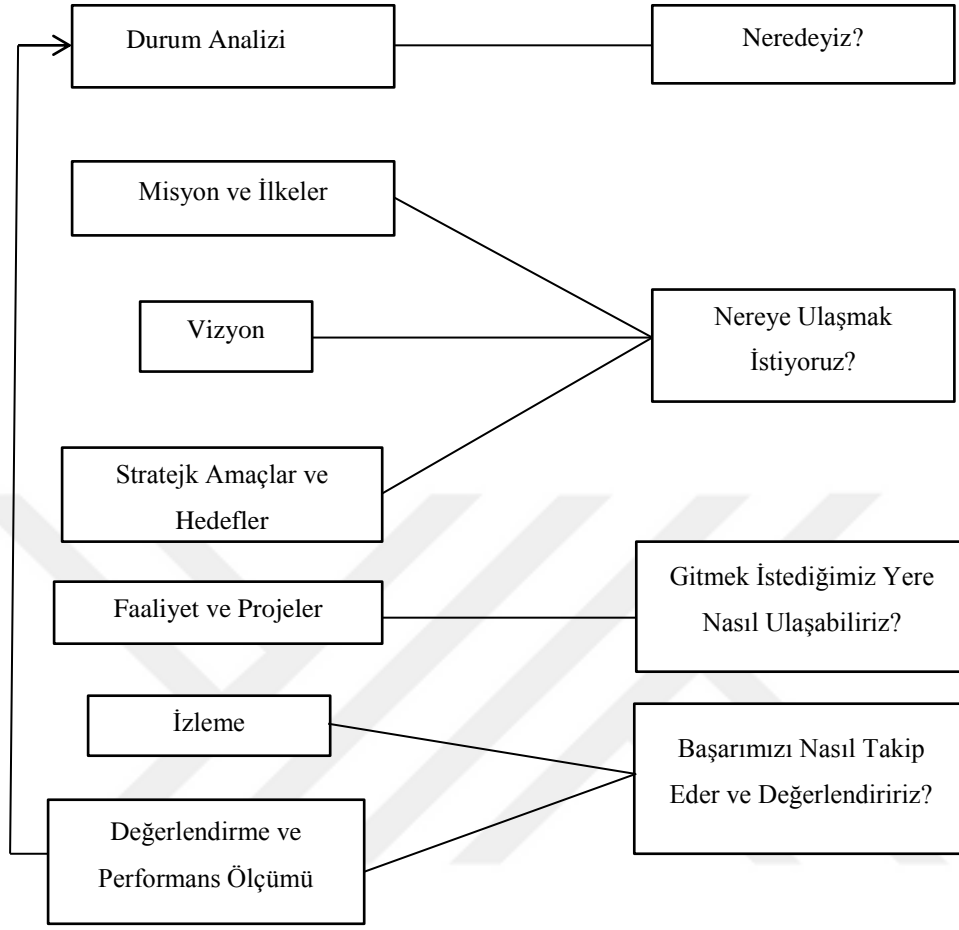 Durum Analizi
Neredeyiz?
Misyon ve İlkeler
Vizyon
Nereye Ulaşmak
İstiyoruz?
Stratejk Amaçlar ve
Hedefler
Faaliyet ve Projeler
Gitmek İstediğimiz Yere
Nasıl Ulaşabiliriz?
İzleme
Başarımızı Nasıl Takip
Eder ve Değerlendiririz?
Değerlendirme ve
Performans Ölçümü